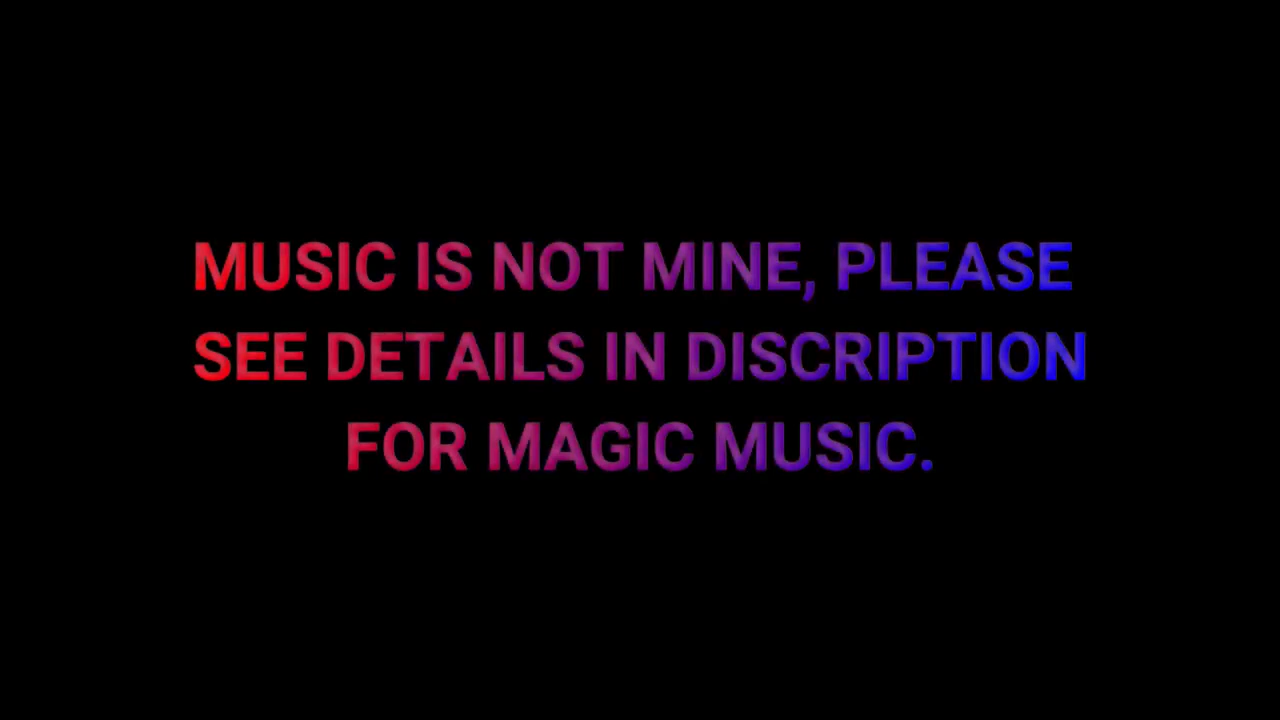 MUSIC IS NOT MINE, PLEASE
SEE DETAILS IN DISCRIPTION
FOR MAGIC MUSIC.